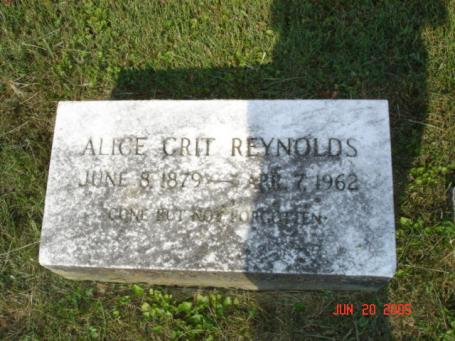 ALICE GRIT REYNOLDS
JUNE 8, 1879 — APR. 7, 1962
GONE BUT NOT FORGOTTEN
JUN 20 2005